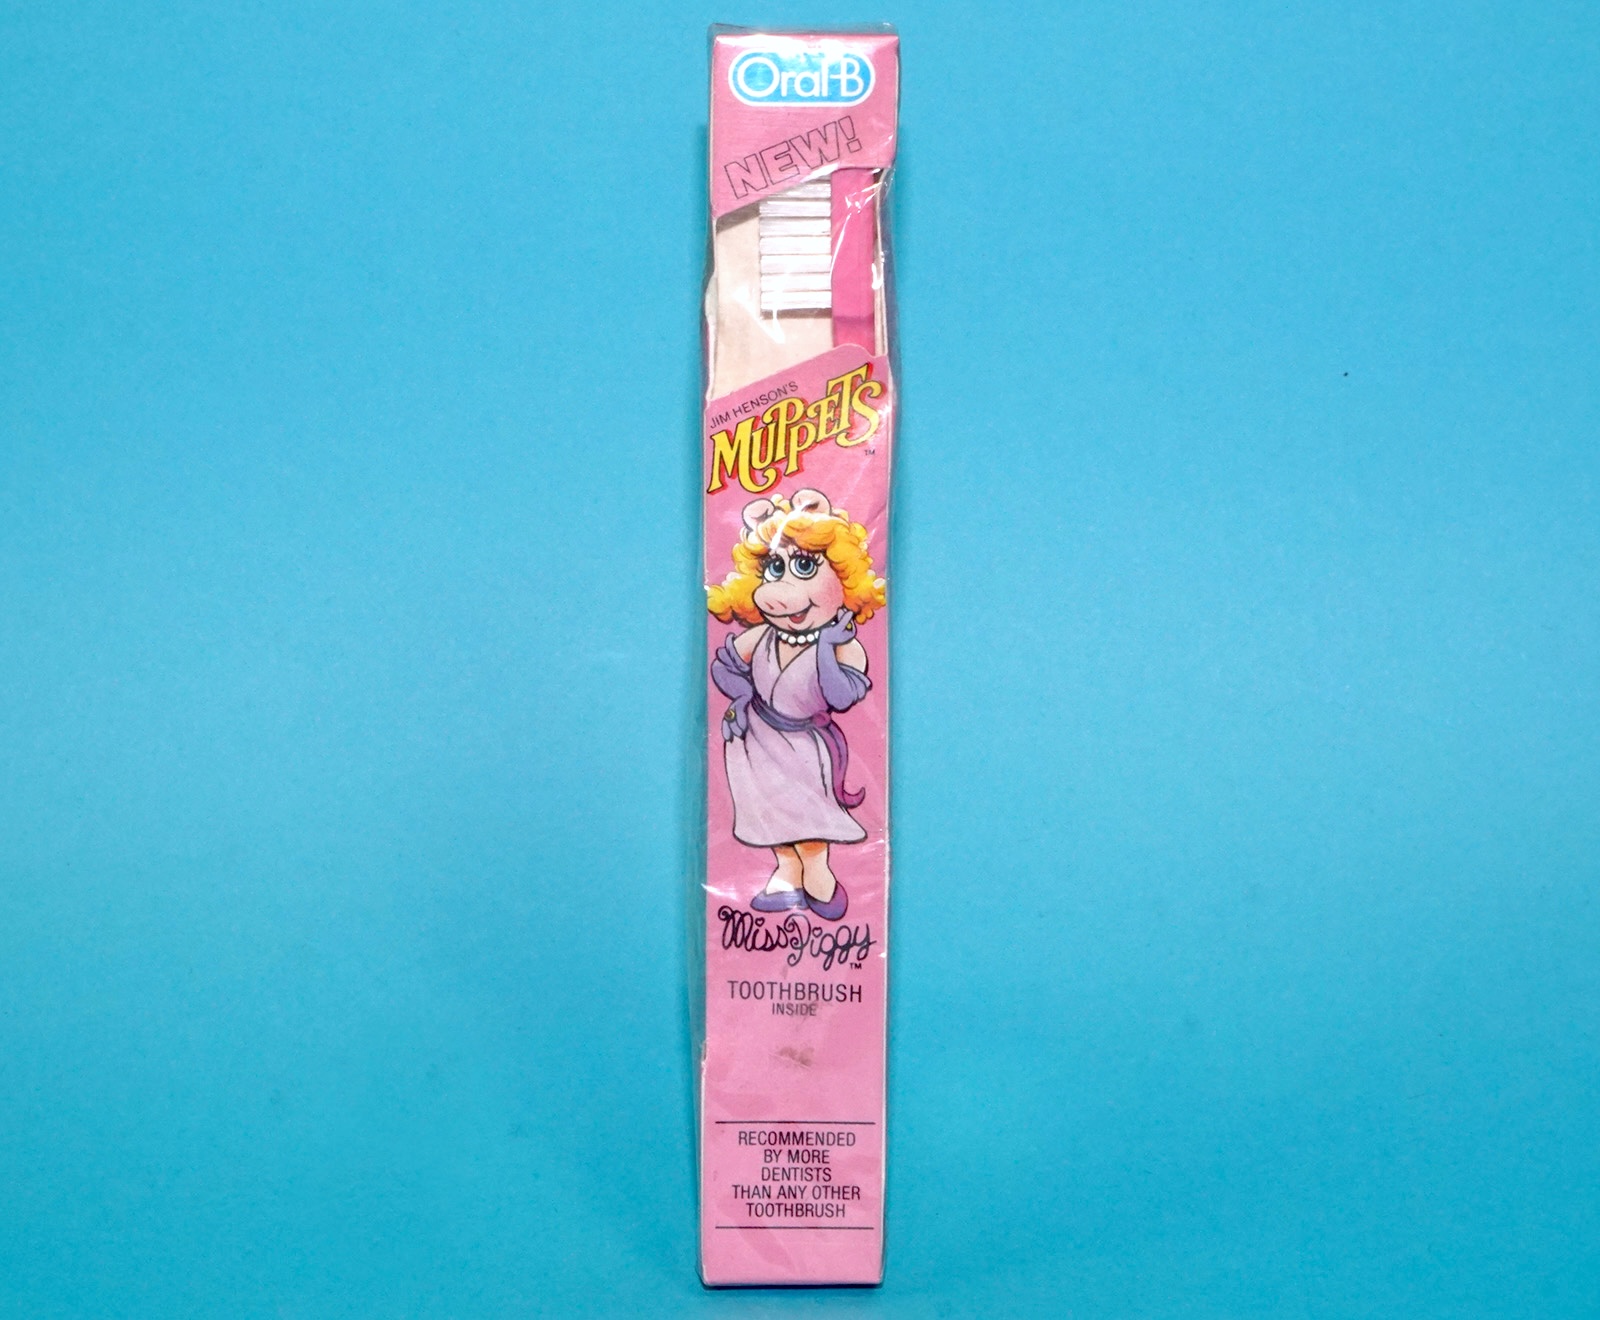 Oral-B
NEW!
JIM HENSON'S
MUPPETS
TM
Miss Piggy
TM
TOOTHBRUSH
INSIDE
RECOMMENDED
BY MORE
DENTISTS
THAN ANY OTHER
TOOTHBRUSH